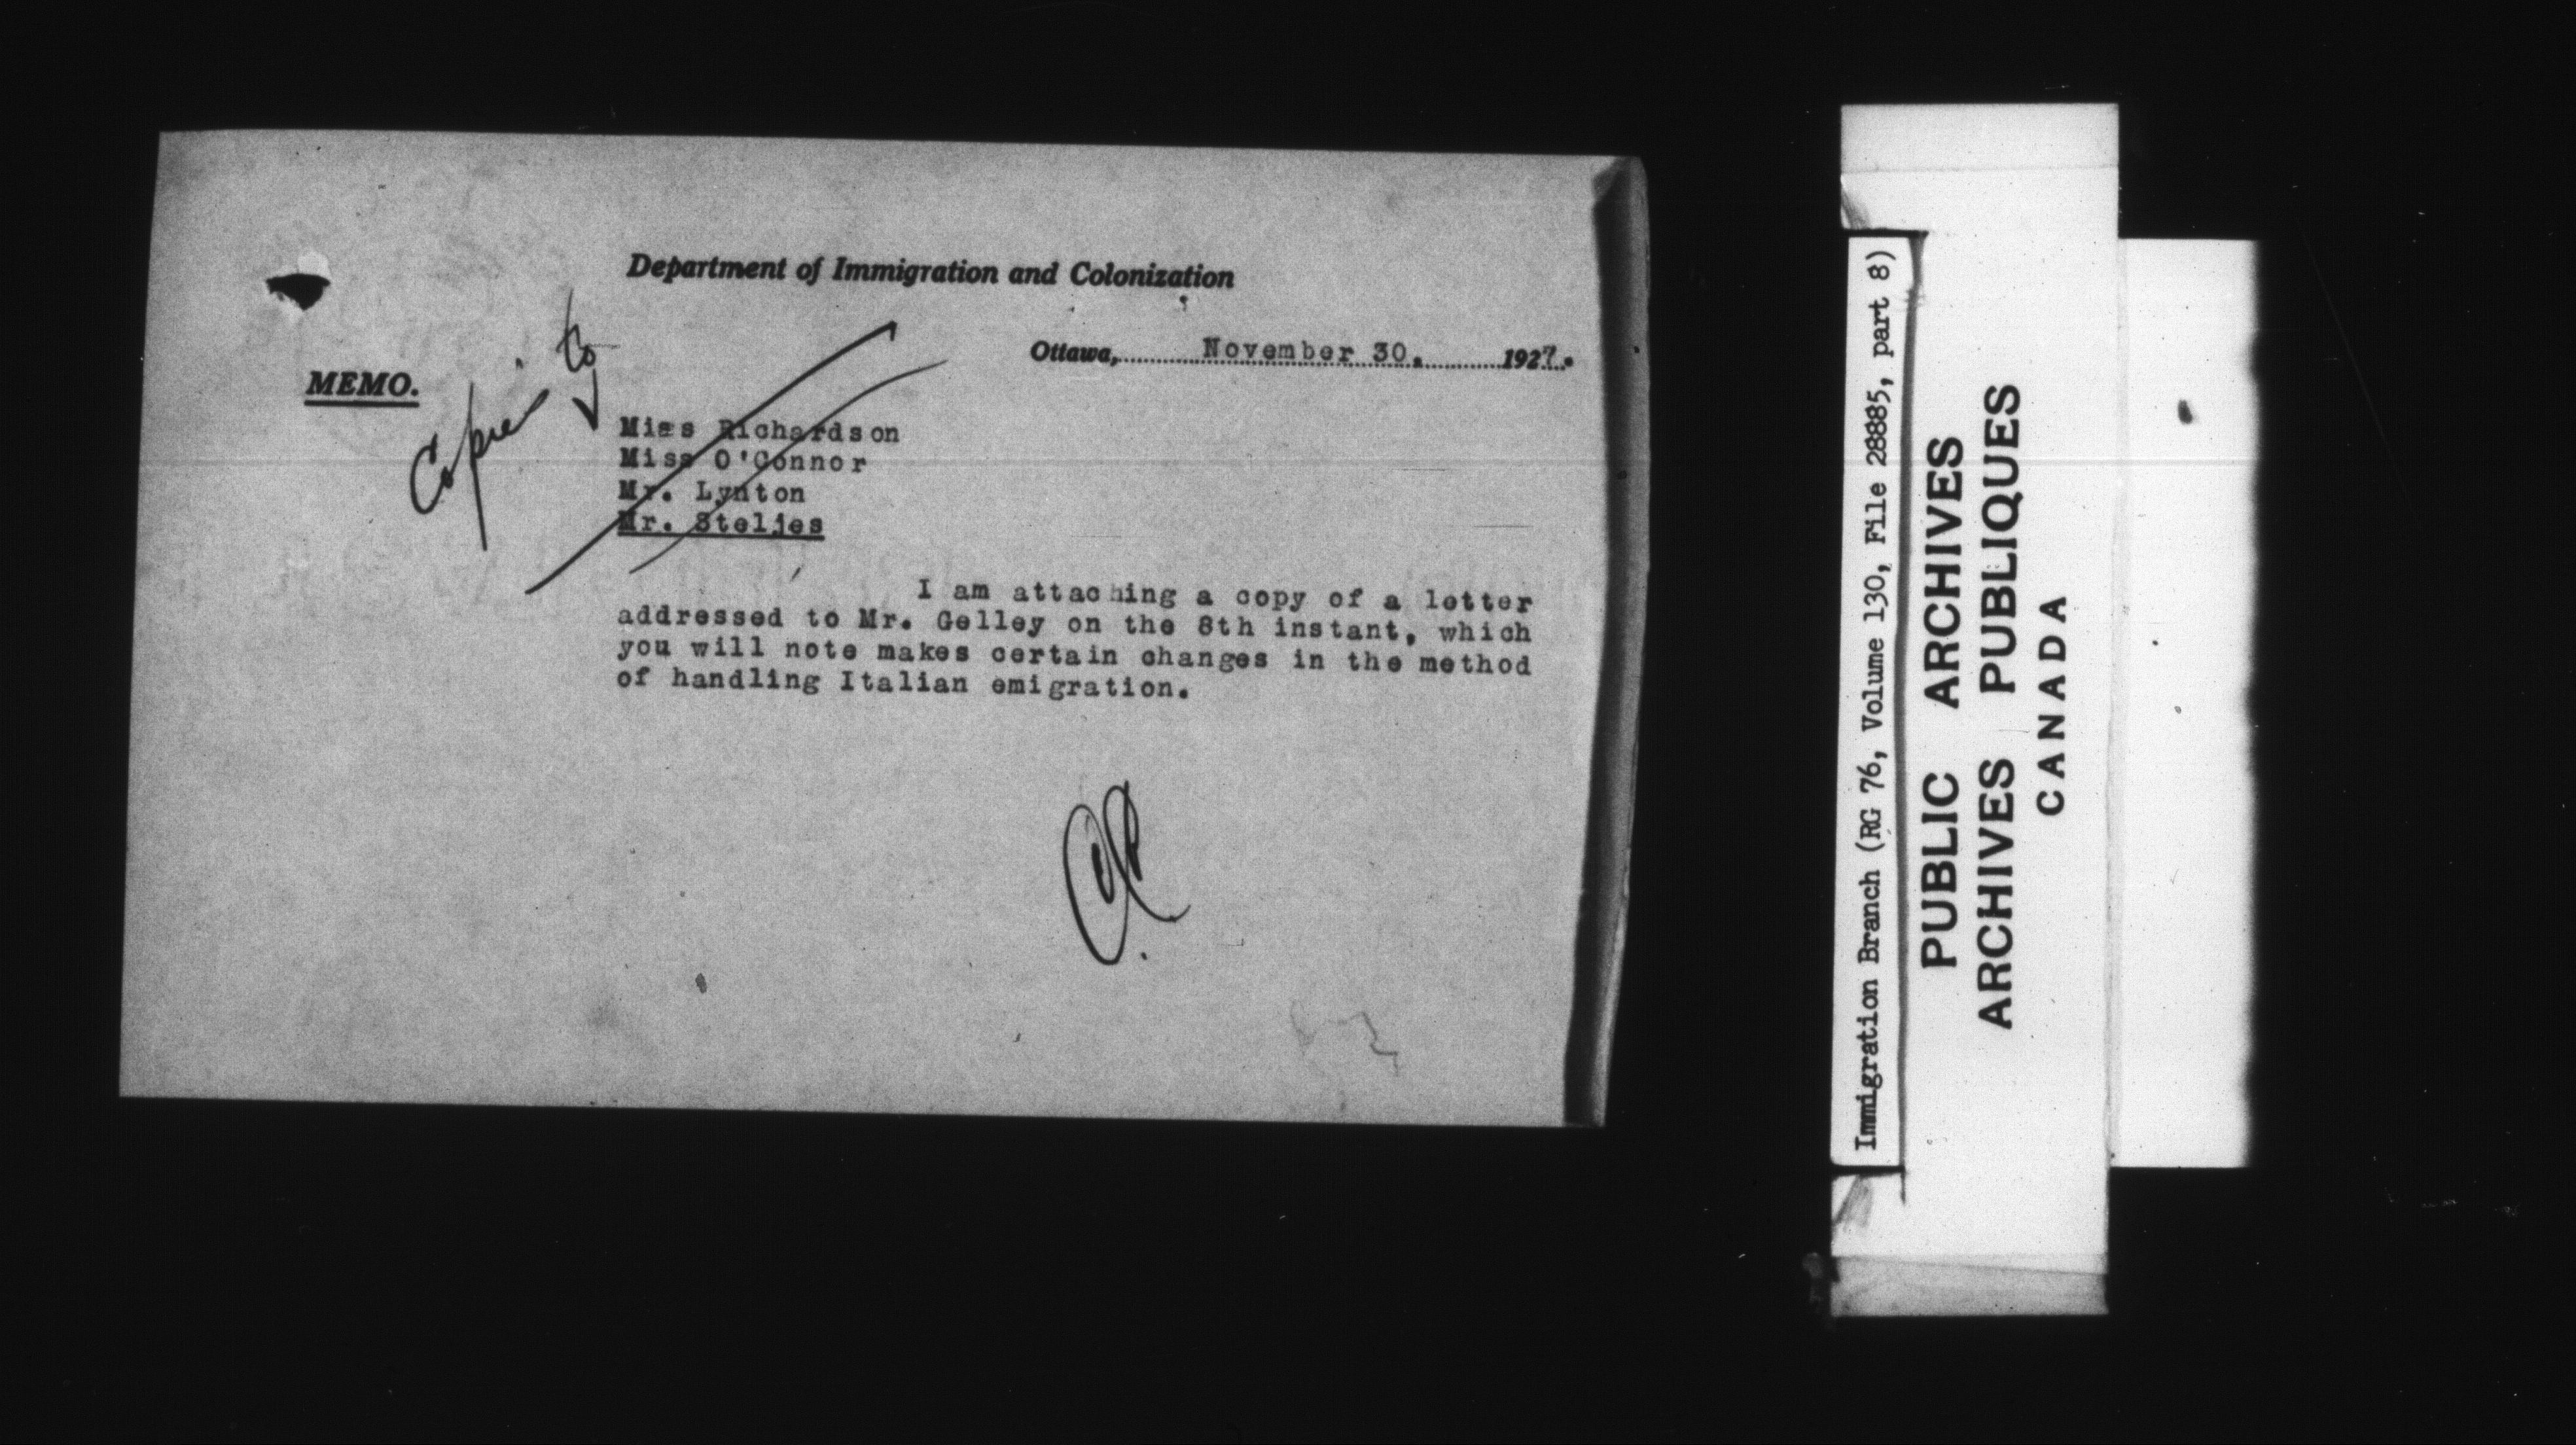 Department of Immigration and Colonization
Ottawa, November 30. 1927.
MEMO.
Copies to
Miss Richardson
Miss O'Connor
Mr. Lynton
Mr. Steljes
I am attaching a copy of a letter
addressed to Mr. Gelley on the 8th instant, which
you will note makes certain changes in the method
of handling Italian emigration.
Immigration Branch (RG 76, Volume 130, File 28885, part 8)
PUBLIC ARCHIVES
ARCHIVES PUBLIQUES
CANADA